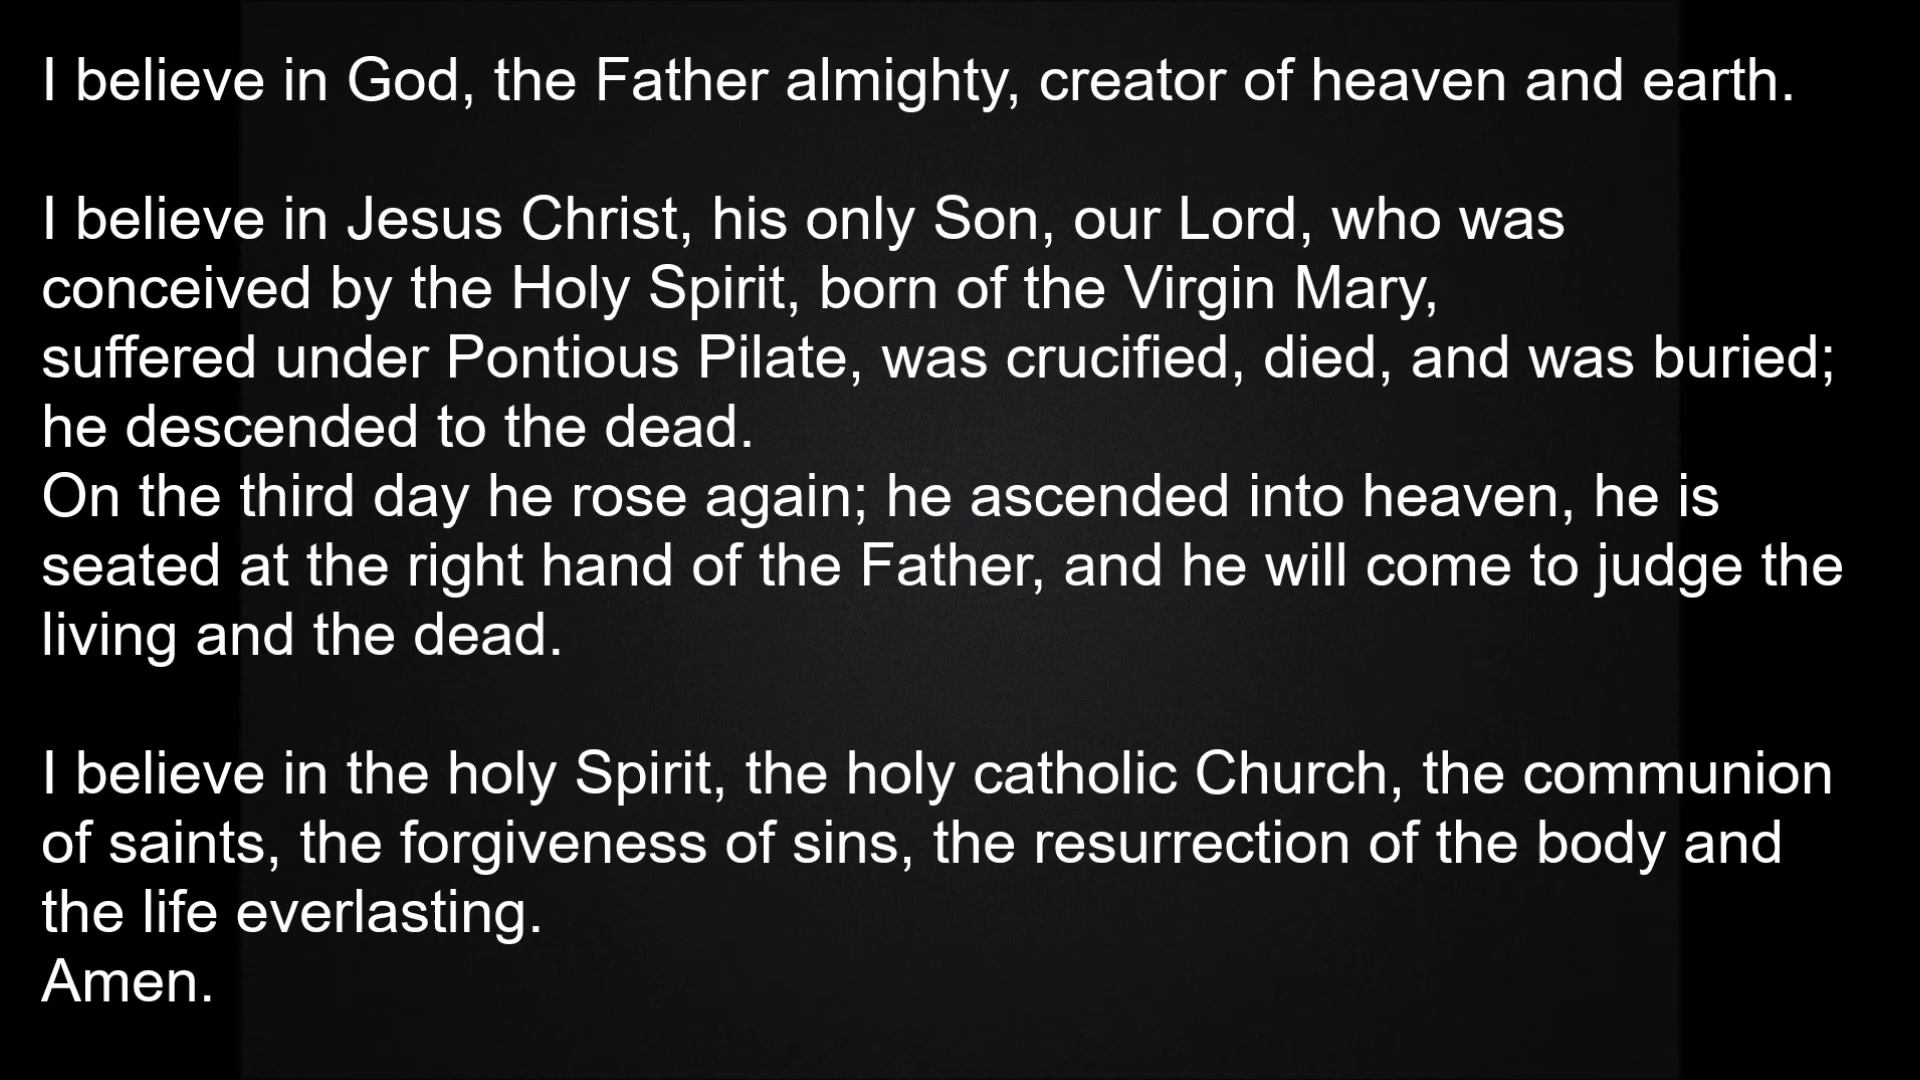 I believe in God, the Father almighty, creator of heaven and earth.
I believe in Jesus Christ, his only Son, our Lord, who was
conceived by the Holy Spirit, born of the Virgin Mary,
suffered under Pontious Pilate, was crucified, died, and was buried;
he descended to the dead.
On the third day he rose again; he ascended into heaven, he is
seated at the right hand of the Father, and he will come to judge the
living and the dead.
I believe in the holy Spirit, the holy catholic Church, the communion
of saints, the forgiveness of sins, the resurrection of the body and
the life everlasting.
Amen.